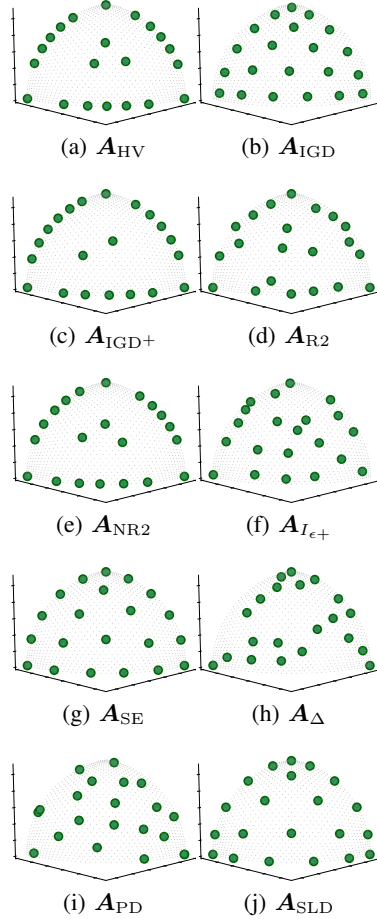 (a) A_HV (b) A_IGD
(c) A_IGD+ (d) A_R2
(e) A_NR2 (f) A_I_ϵ+
(g) A_SE (h) A_Δ
(i) A_PD (j) A_SLD